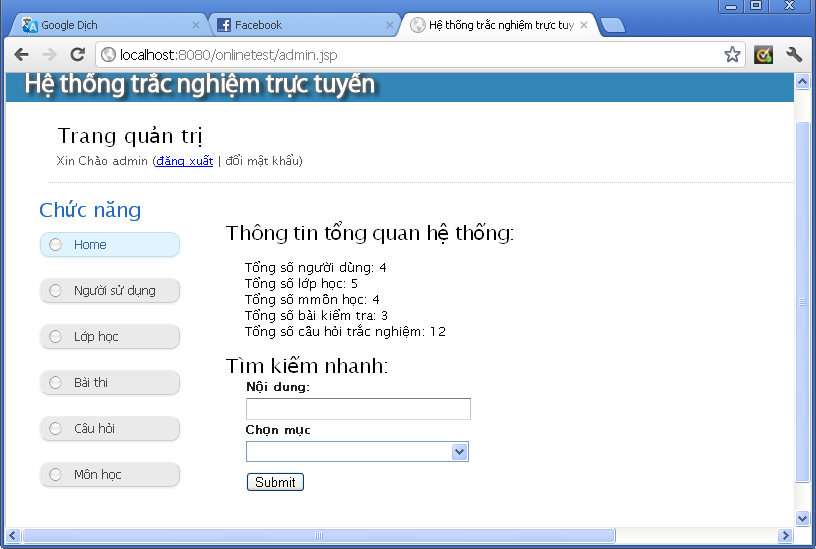 Google Dịch
Facebook
Hệ thống trắc nghiệm trực tuy
localhost:8080/onlinetest/admin.jsp
Hệ thống trắc nghiệm trực tuyến
Trang quản trị
Xin Chào admin (đăng xuất | đổi mật khẩu)
Chức năng
Home
Người sử dụng
Lớp học
Bài thi
Câu hỏi
Môn học
Thông tin tổng quan hệ thống:
Tổng số người dùng: 4
Tổng số lớp học: 5
Tổng số mmôn học: 4
Tổng số bài kiểm tra: 3
Tổng số câu hỏi trắc nghiệm: 12
Tìm kiếm nhanh:
Nội dung:
Chọn mục
Submit